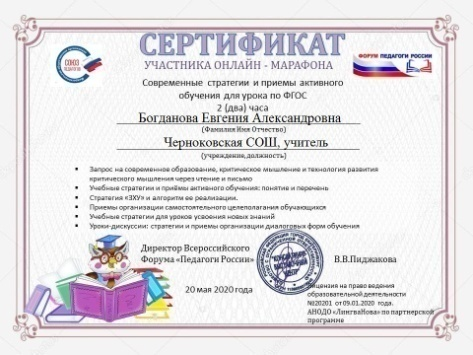 СЕРТИФИКАТ
УЧАСТНИКА ОНЛАЙН - МАРАФОНА
СОЮЗ
ПЕДАГОГОВ
ФОРУМ ПЕДАГОГИ РОССИИ
Современные стратегии и приемы активного
обучения для урока по ФГОС
2 (два) часа
Богданова Евгения Александровна
(Фамилия Имя Отчество)
Черноковская СОШ, учитель
(учреждение, должность)
• Запрос на современное образование, критическое мышление и технология развития
критического мышления через чтение и письмо
• Учебные стратегии и приёмы активного обучения: понятие и перечень
• Стратегия «ЗХУ» и алгоритм ее реализации.
• Приемы организации самостоятельного целеполагания обучающихся
• Учебные стратегии для уроков усвоения новых знаний
• Уроки-дискуссии: стратегии и приемы организации диалоговых форм обучения
Директор Всероссийского
Форума «Педагоги России»
В.В.Пиджакова
20 мая 2020 года
Лицензия на право ведения
образовательной деятельности
№20201 от 09.01.2020 года.
АНОДО «ЛингваНова» по партнерской
программе